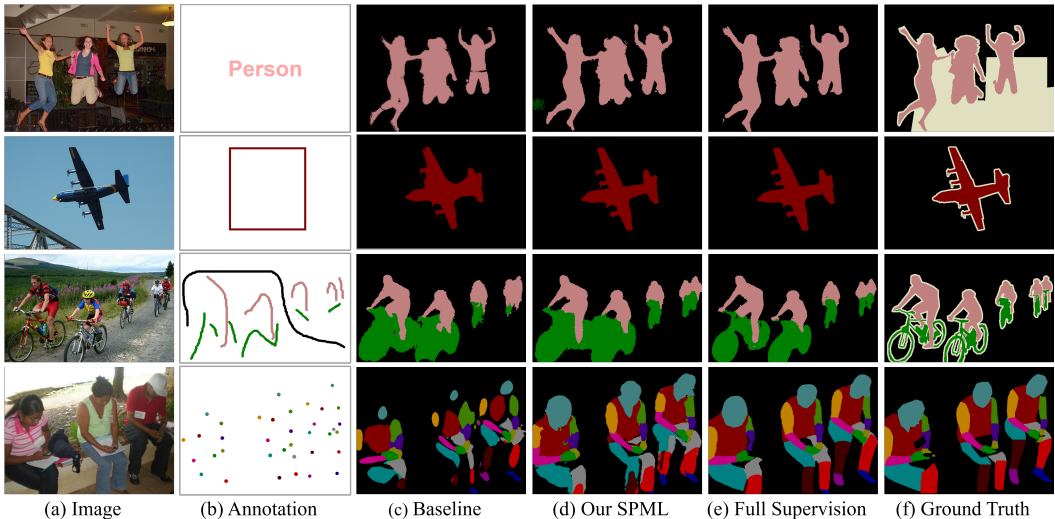 Person
(a) Image (b) Annotation (c) Baseline (d) Our SPML (e) Full Supervision (f) Ground Truth